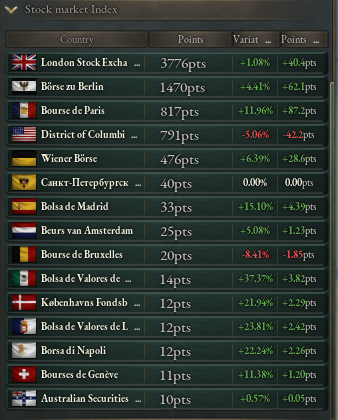 Stock market Index
Country Points Variat ... Points ...
London Stock Excha ... 3776pts +1.08% +40.4pts
Börse zu Berlin 1470pts +4.41% +62.1pts
Bourse de Paris 817pts +11.96% +87.2pts
District of Columbi ... 791pts -5.06% -42.2pts
Wiener Börse 476pts +6.39% +28.6pts
Санкт-Петербургск ... 40pts 0.00% 0.00pts
Bolsa de Madrid 33pts +15.10% +4.39pts
Beurs van Amsterdam 25pts +5.08% +1.23pts
Bourse de Bruxelles 20pts -8.41% -1.85pts
Bolsa de Valores de ... 14pts +37.37% +3.82pts
Københavns Fondsb ... 12pts +21.94% +2.29pts
Bolsa de Valores de L ... 12pts +23.81% +2.42pts
Borsa di Napoli 12pts +22.24% +2.26pts
Bourses de Genève 11pts +11.38% +1.20pts
Australian Securities ... 10pts +0.57% +0.05pts